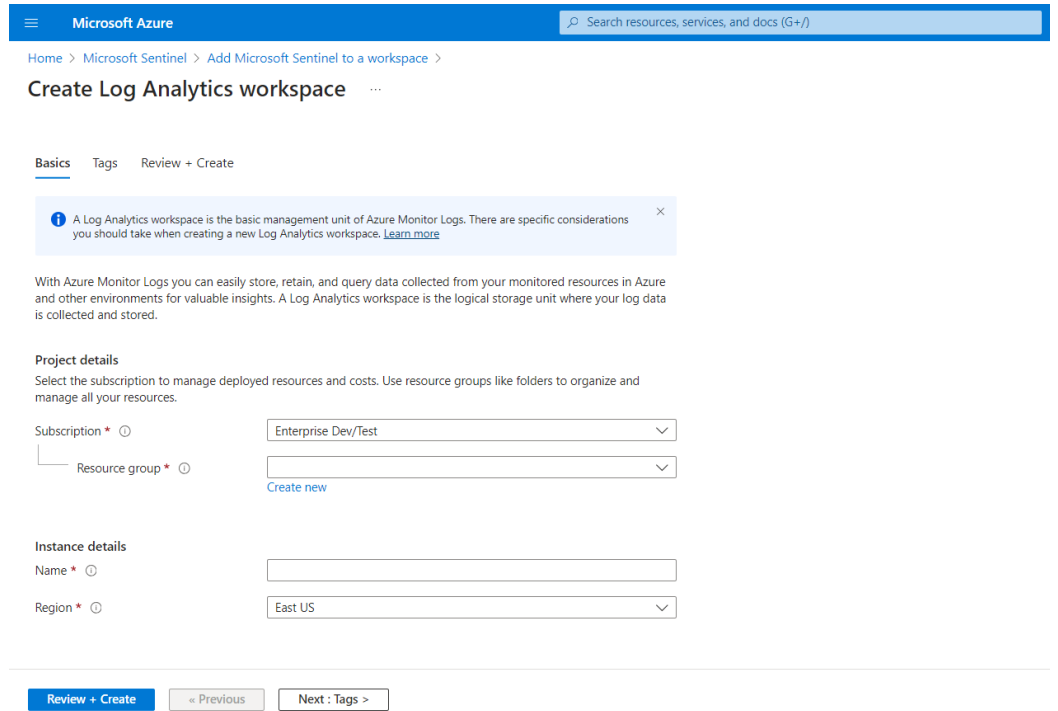 Microsoft Azure
Search resources, services, and docs (G+/)
Home > Microsoft Sentinel > Add Microsoft Sentinel to a workspace >
Create Log Analytics workspace ...
Basics Tags Review + Create
A Log Analytics workspace is the basic management unit of Azure Monitor Logs. There are specific considerations
you should take when creating a new Log Analytics workspace. Learn more
With Azure Monitor Logs you can easily store, retain, and query data collected from your monitored resources in Azure
and other environments for valuable insights. A Log Analytics workspace is the logical storage unit where your log data
is collected and stored.
Project details
Select the subscription to manage deployed resources and costs. Use resource groups like folders to organize and
manage all your resources.
Subscription * Enterprise Dev/Test
Resource group *
Create new
Instance details
Name *
Region * East US
Review + Create « Previous Next : Tags >